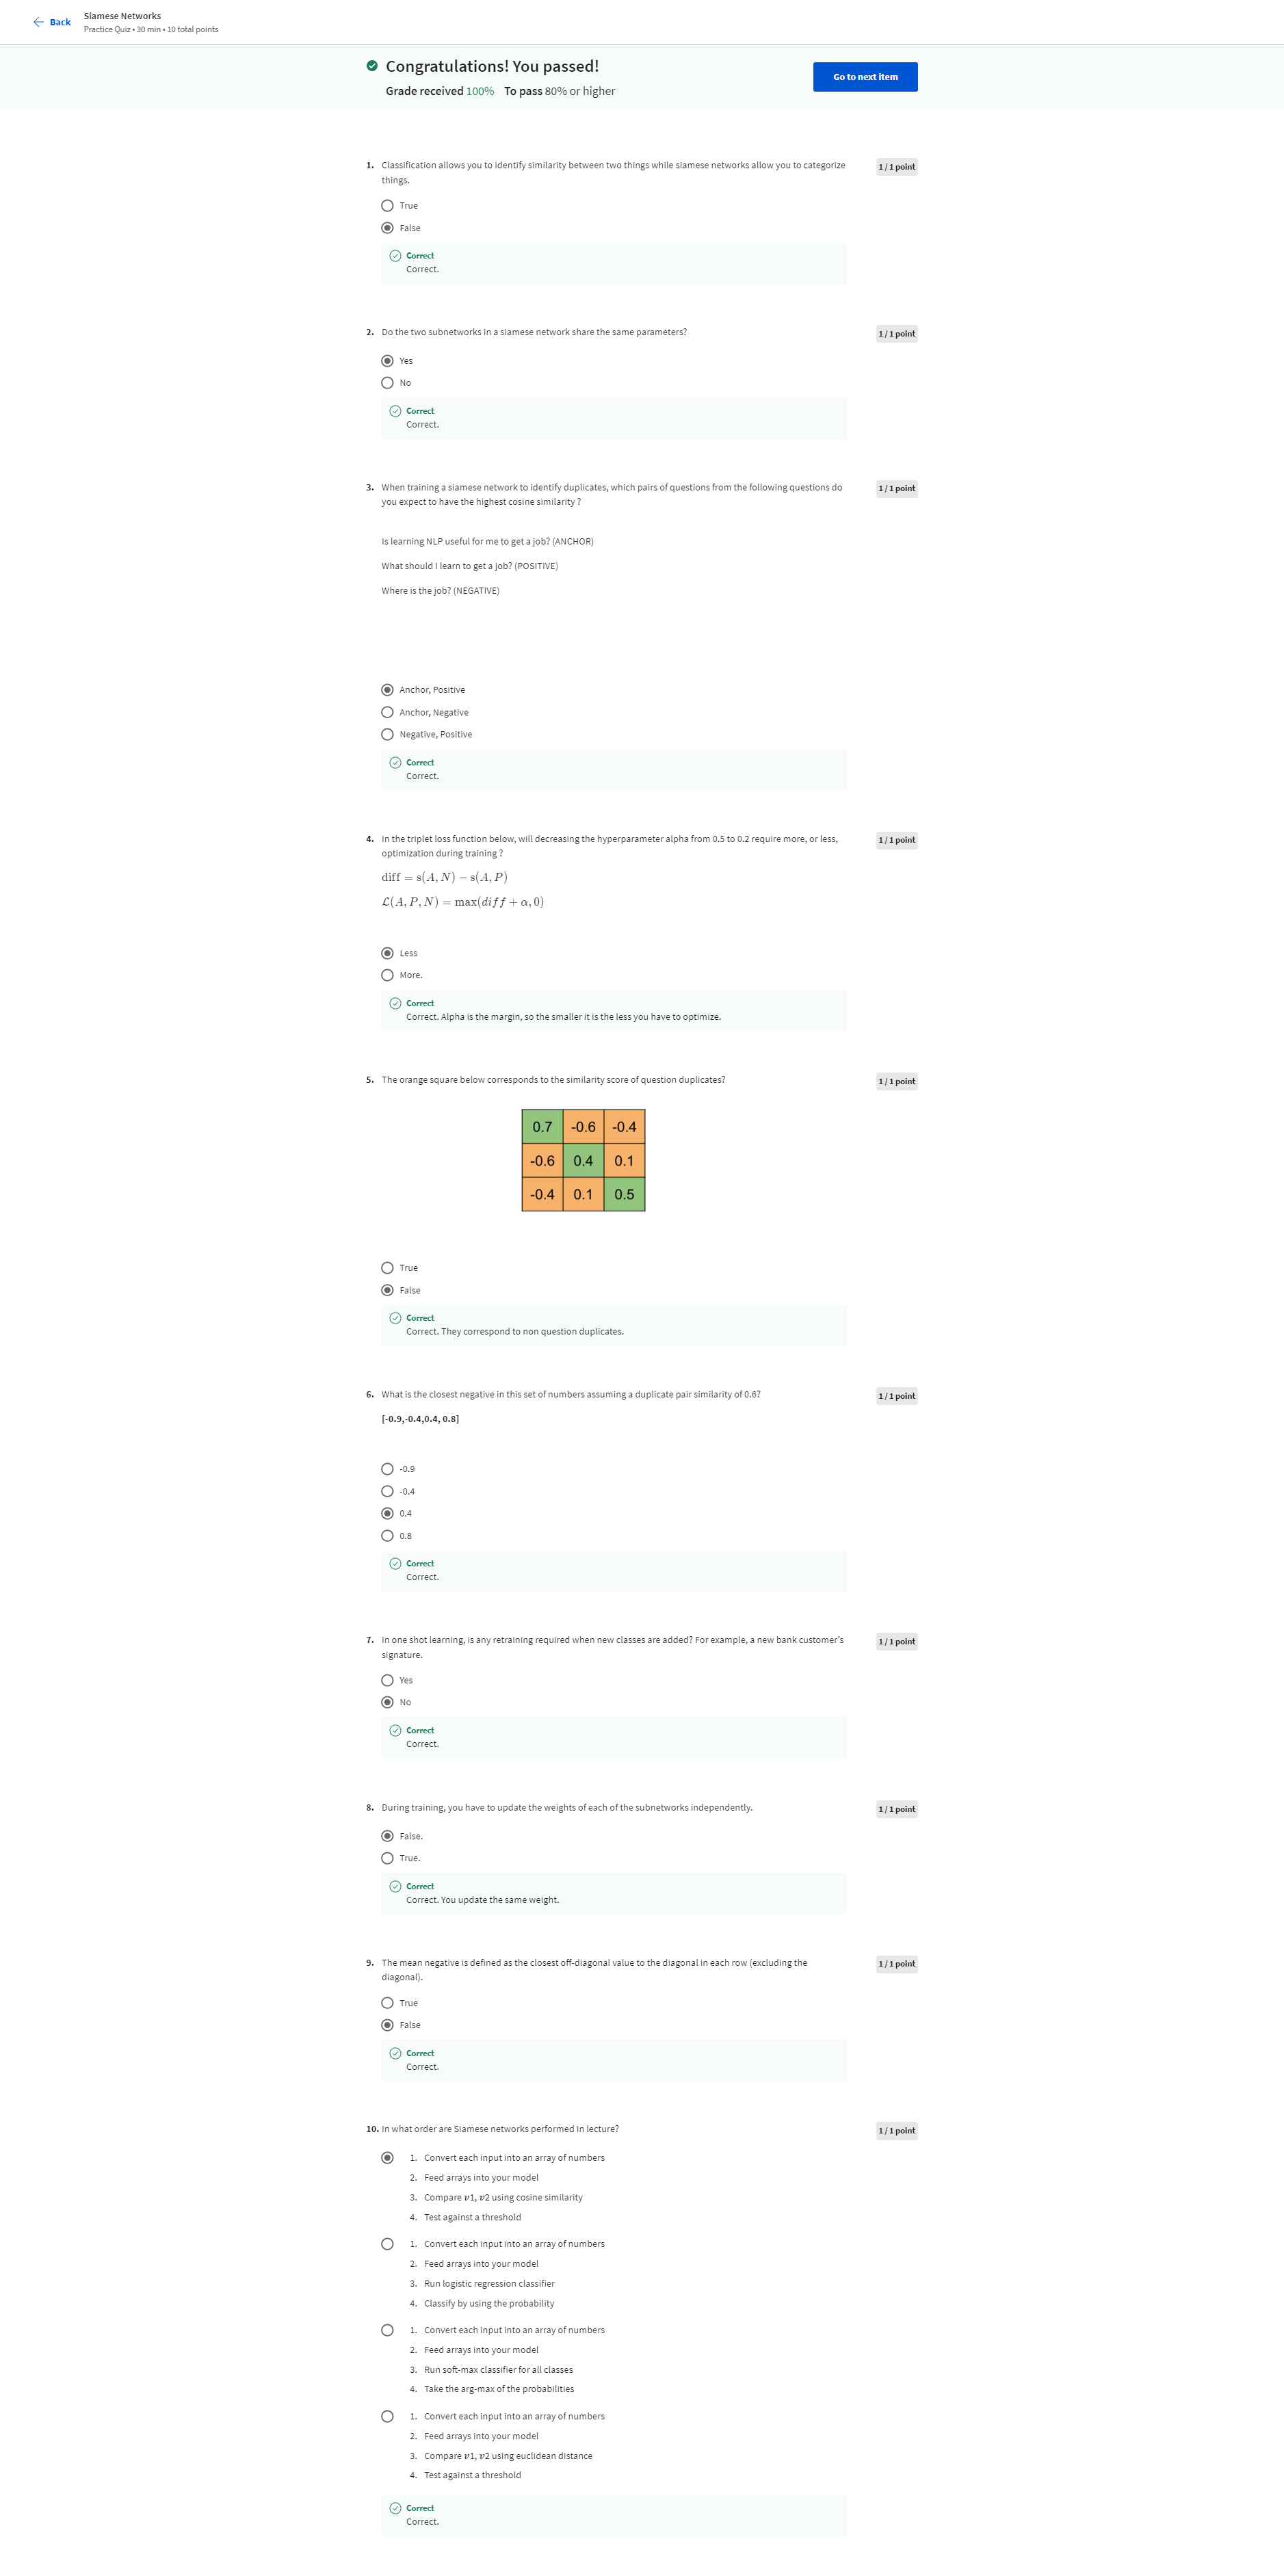 Back
Siamese Networks
Practice Quiz • 30 min • 10 total points
Congratulations! You passed!
Grade received 100% To pass 80% or higher
Go to next item
1. Classification allows you to identify similarity between two things while siamese networks allow you to categorize
things.
1 / 1 point
True
False
Correct
Correct.
2. Do the two subnetworks in a siamese network share the same parameters?
1 / 1 point
Yes
No
Correct
Correct.
3. When training a siamese network to identify duplicates, which pairs of questions from the following questions do
you expect to have the highest cosine similarity ?
1 / 1 point
Is learning NLP useful for me to get a job? (ANCHOR)
What should I learn to get a job? (POSITIVE)
Where is the job? (NEGATIVE)
Anchor, Positive
Anchor, Negative
Negative, Positive
Correct
Correct.
4. In the triplet loss function below, will decreasing the hyperparameter alpha from 0.5 to 0.2 require more, or less,
optimization during training ?
1 / 1 point
diff = s(A, N) − s(A, P)
ℒ(A, P, N) = max(diff + α, 0)
Less
More.
Correct
Correct. Alpha is the margin, so the smaller it is the less you have to optimize.
5. The orange square below corresponds to the similarity score of question duplicates?
1 / 1 point
0.7 -0.6 -0.4
-0.6 0.4 0.1
-0.4 0.1 0.5
True
False
Correct
Correct. They correspond to non question duplicates.
6. What is the closest negative in this set of numbers assuming a duplicate pair similarity of 0.6?
1 / 1 point
[-0.9,-0.4,0.4, 0.8]
-0.9
-0.4
0.4
0.8
Correct
Correct.
7. In one shot learning, is any retraining required when new classes are added? For example, a new bank customer's
signature.
1 / 1 point
Yes
No
Correct
Correct.
8. During training, you have to update the weights of each of the subnetworks independently.
1 / 1 point
False.
True.
Correct
Correct. You update the same weight.
9. The mean negative is defined as the closest off-diagonal value to the diagonal in each row (excluding the
diagonal).
1 / 1 point
True
False
Correct
Correct.
10. In what order are Siamese networks performed in lecture?
1 / 1 point
1. Convert each input into an array of numbers
2. Feed arrays into your model
3. Compare v1, v2 using cosine similarity
4. Test against a threshold
1. Convert each input into an array of numbers
2. Feed arrays into your model
3. Run logistic regression classifier
4. Classify by using the probability
1. Convert each input into an array of numbers
2. Feed arrays into your model
3. Run soft-max classifier for all classes
4. Take the arg-max of the probabilities
1. Convert each input into an array of numbers
2. Feed arrays into your model
3. Compare v1, v2 using euclidean distance
4. Test against a threshold
Correct
Correct.